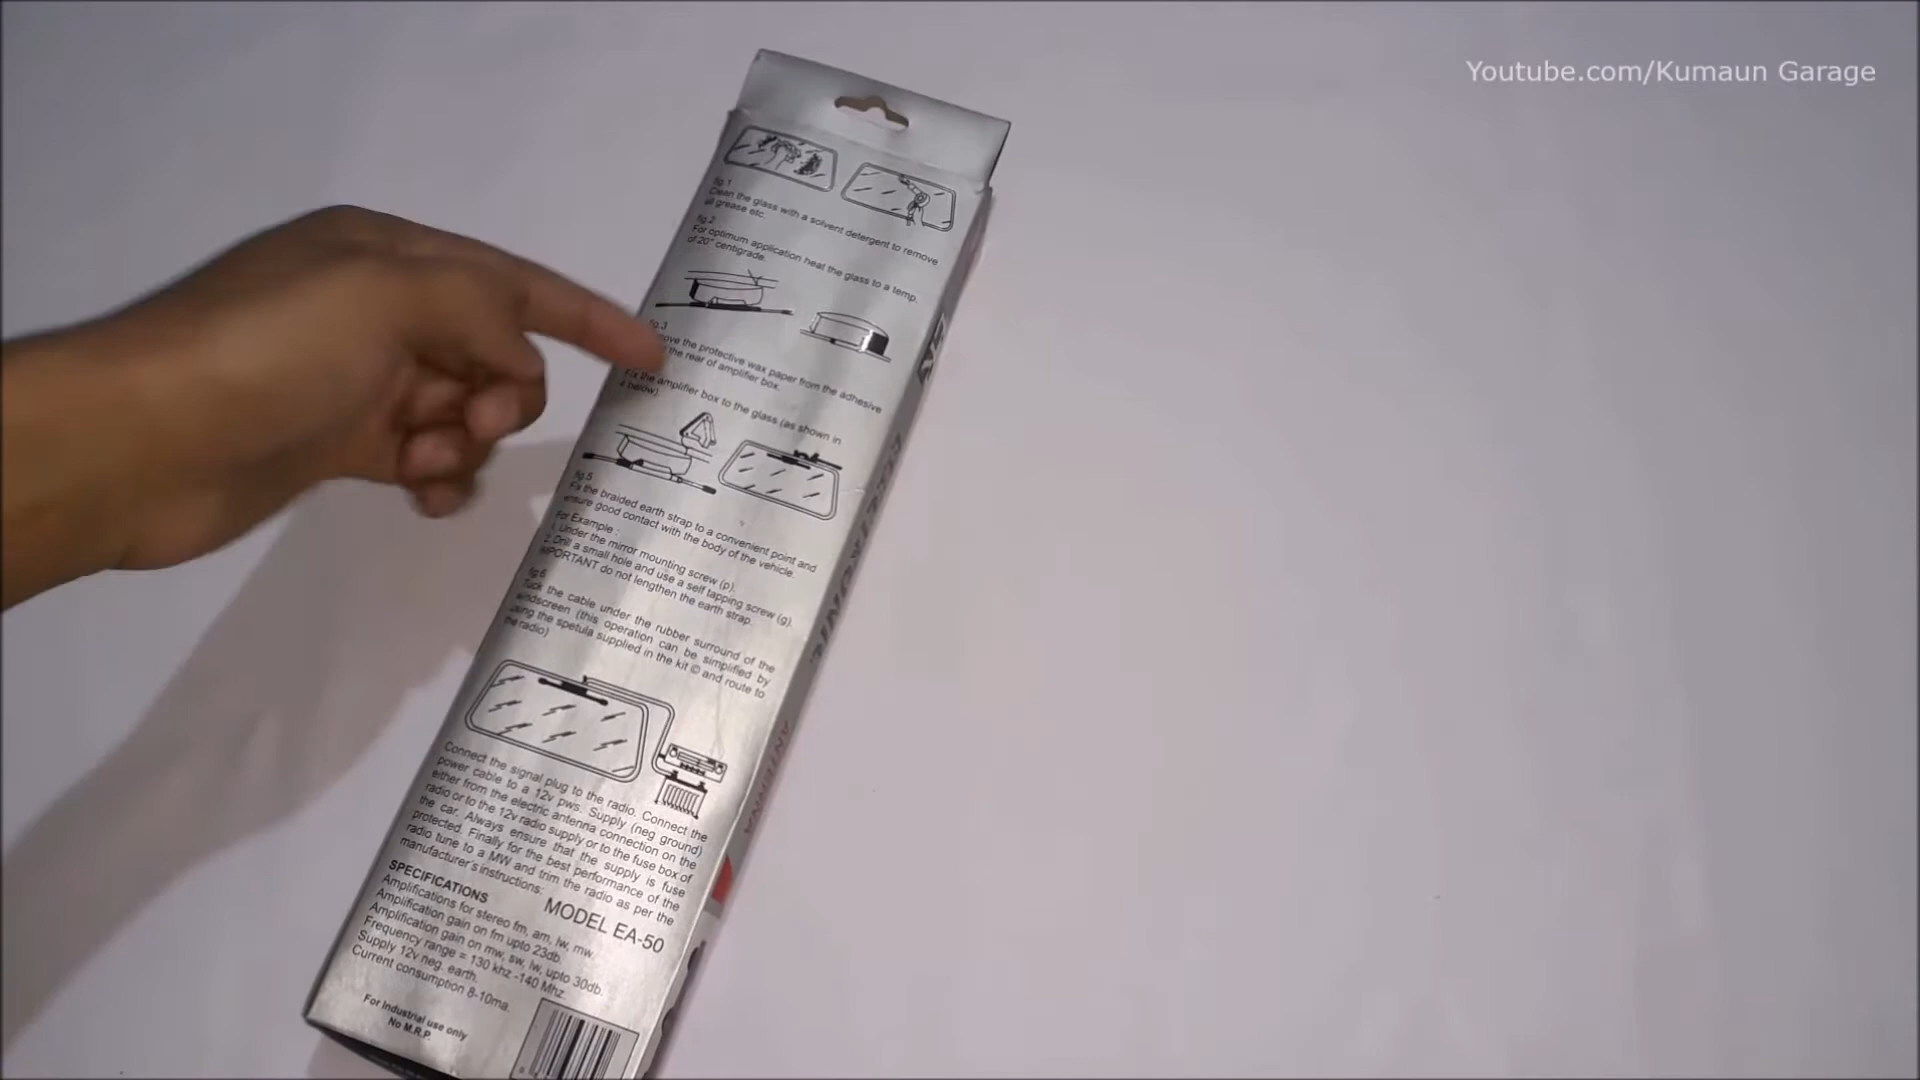 Youtube.com/Kumaun Garage
fig.1
Clean the glass with a solvent detergent to remove
all grease etc.
fig.2
For optimum application heat the glass to a temp.
of 20° centigrade.
fig.3
the protective wax paper from the adhesive
the rear of amplifier box.
Fix the amplifier box to the glass (as shown in
below).
fig.5
Fix the braided earth strap to a convenient point and
ensure good contact with the body of the vehicle.
For Example :
1. Under the mirror mounting screw (p).
2. Drill a small hole and use a self tapping screw (g).
IMPORTANT do not lengthen the earth strap.
fig.6
Tuck the cable under the rubber surround of the
windscreen (this operation can be simplified by
using the spetula supplied in the kit © and route to
the radio)
Connect the signal plug to the radio. Connect the
power cable to a 12v pws. Supply (neg ground)
either from the electric antenna connection on the
radio or to the 12v radio supply or to the fuse box of
the car. Always ensure that the supply is fuse
protected. Finally for the best performance of the
radio tune to a MW and trim the radio as per the
manufacturer's instructions:
MODEL EA-50
SPECIFICATIONS
Amplifications for stereo fm, am, lw, mw
Amplification gain on fm upto 23db.
Amplification gain on mw, sw, lw, upto 30db.
Frequency range = 130 khz -140 Mhz.
Supply 12v neg. earth.
Current consumption 8-10ma.
For Industrial use only
No M.R.P.
ANTENNA